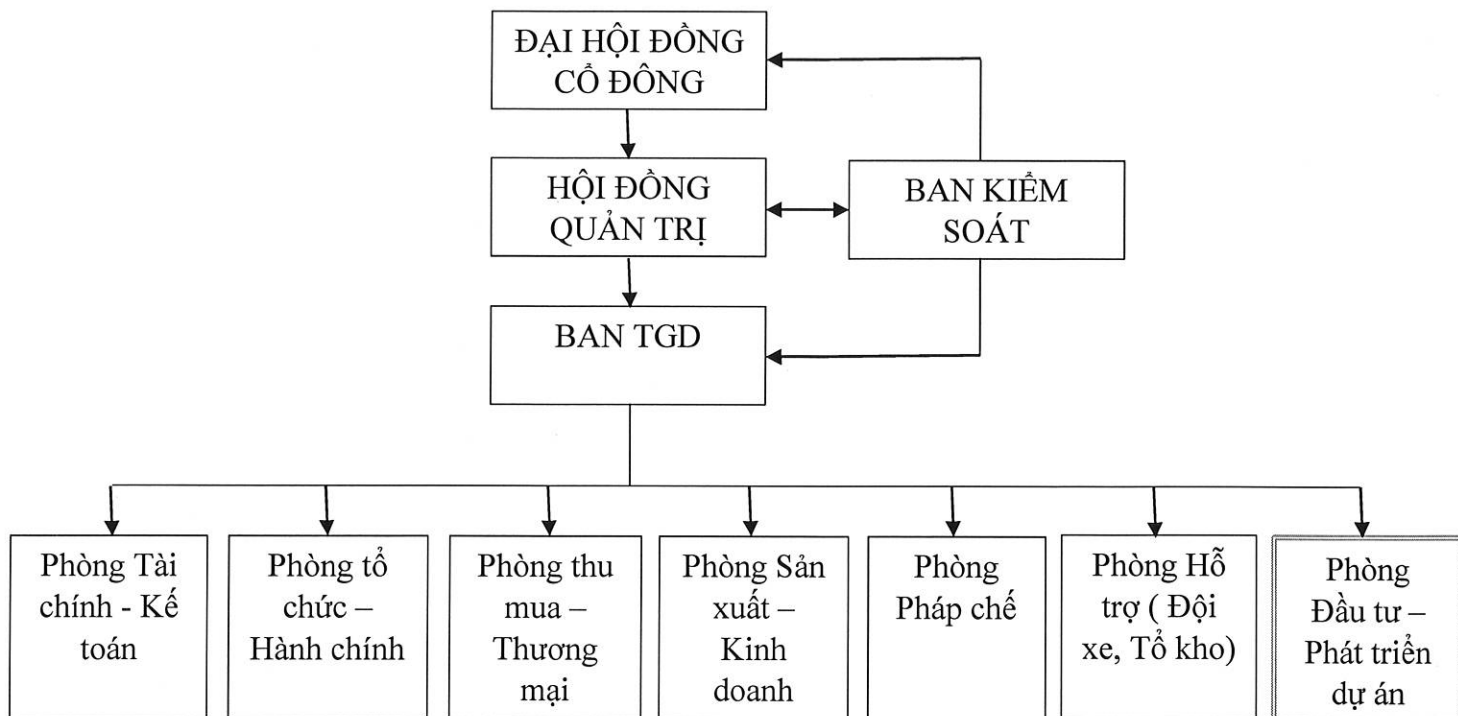 ĐẠI HỘI ĐỒNG
CỔ ĐÔNG
HỘI ĐỒNG
QUẢN TRỊ
BAN KIỂM
SOÁT
BAN TGD
Phòng Tài
chính - Kế
toán
Phòng tổ
chức –
Hành chính
Phòng thu
mua –
Thương
mại
Phòng Sản
xuất –
Kinh
doanh
Phòng
Pháp chế
Phòng Hỗ
trợ ( Đội
xe, Tổ kho)
Phòng
Đầu tư –
Phát triển
dự án